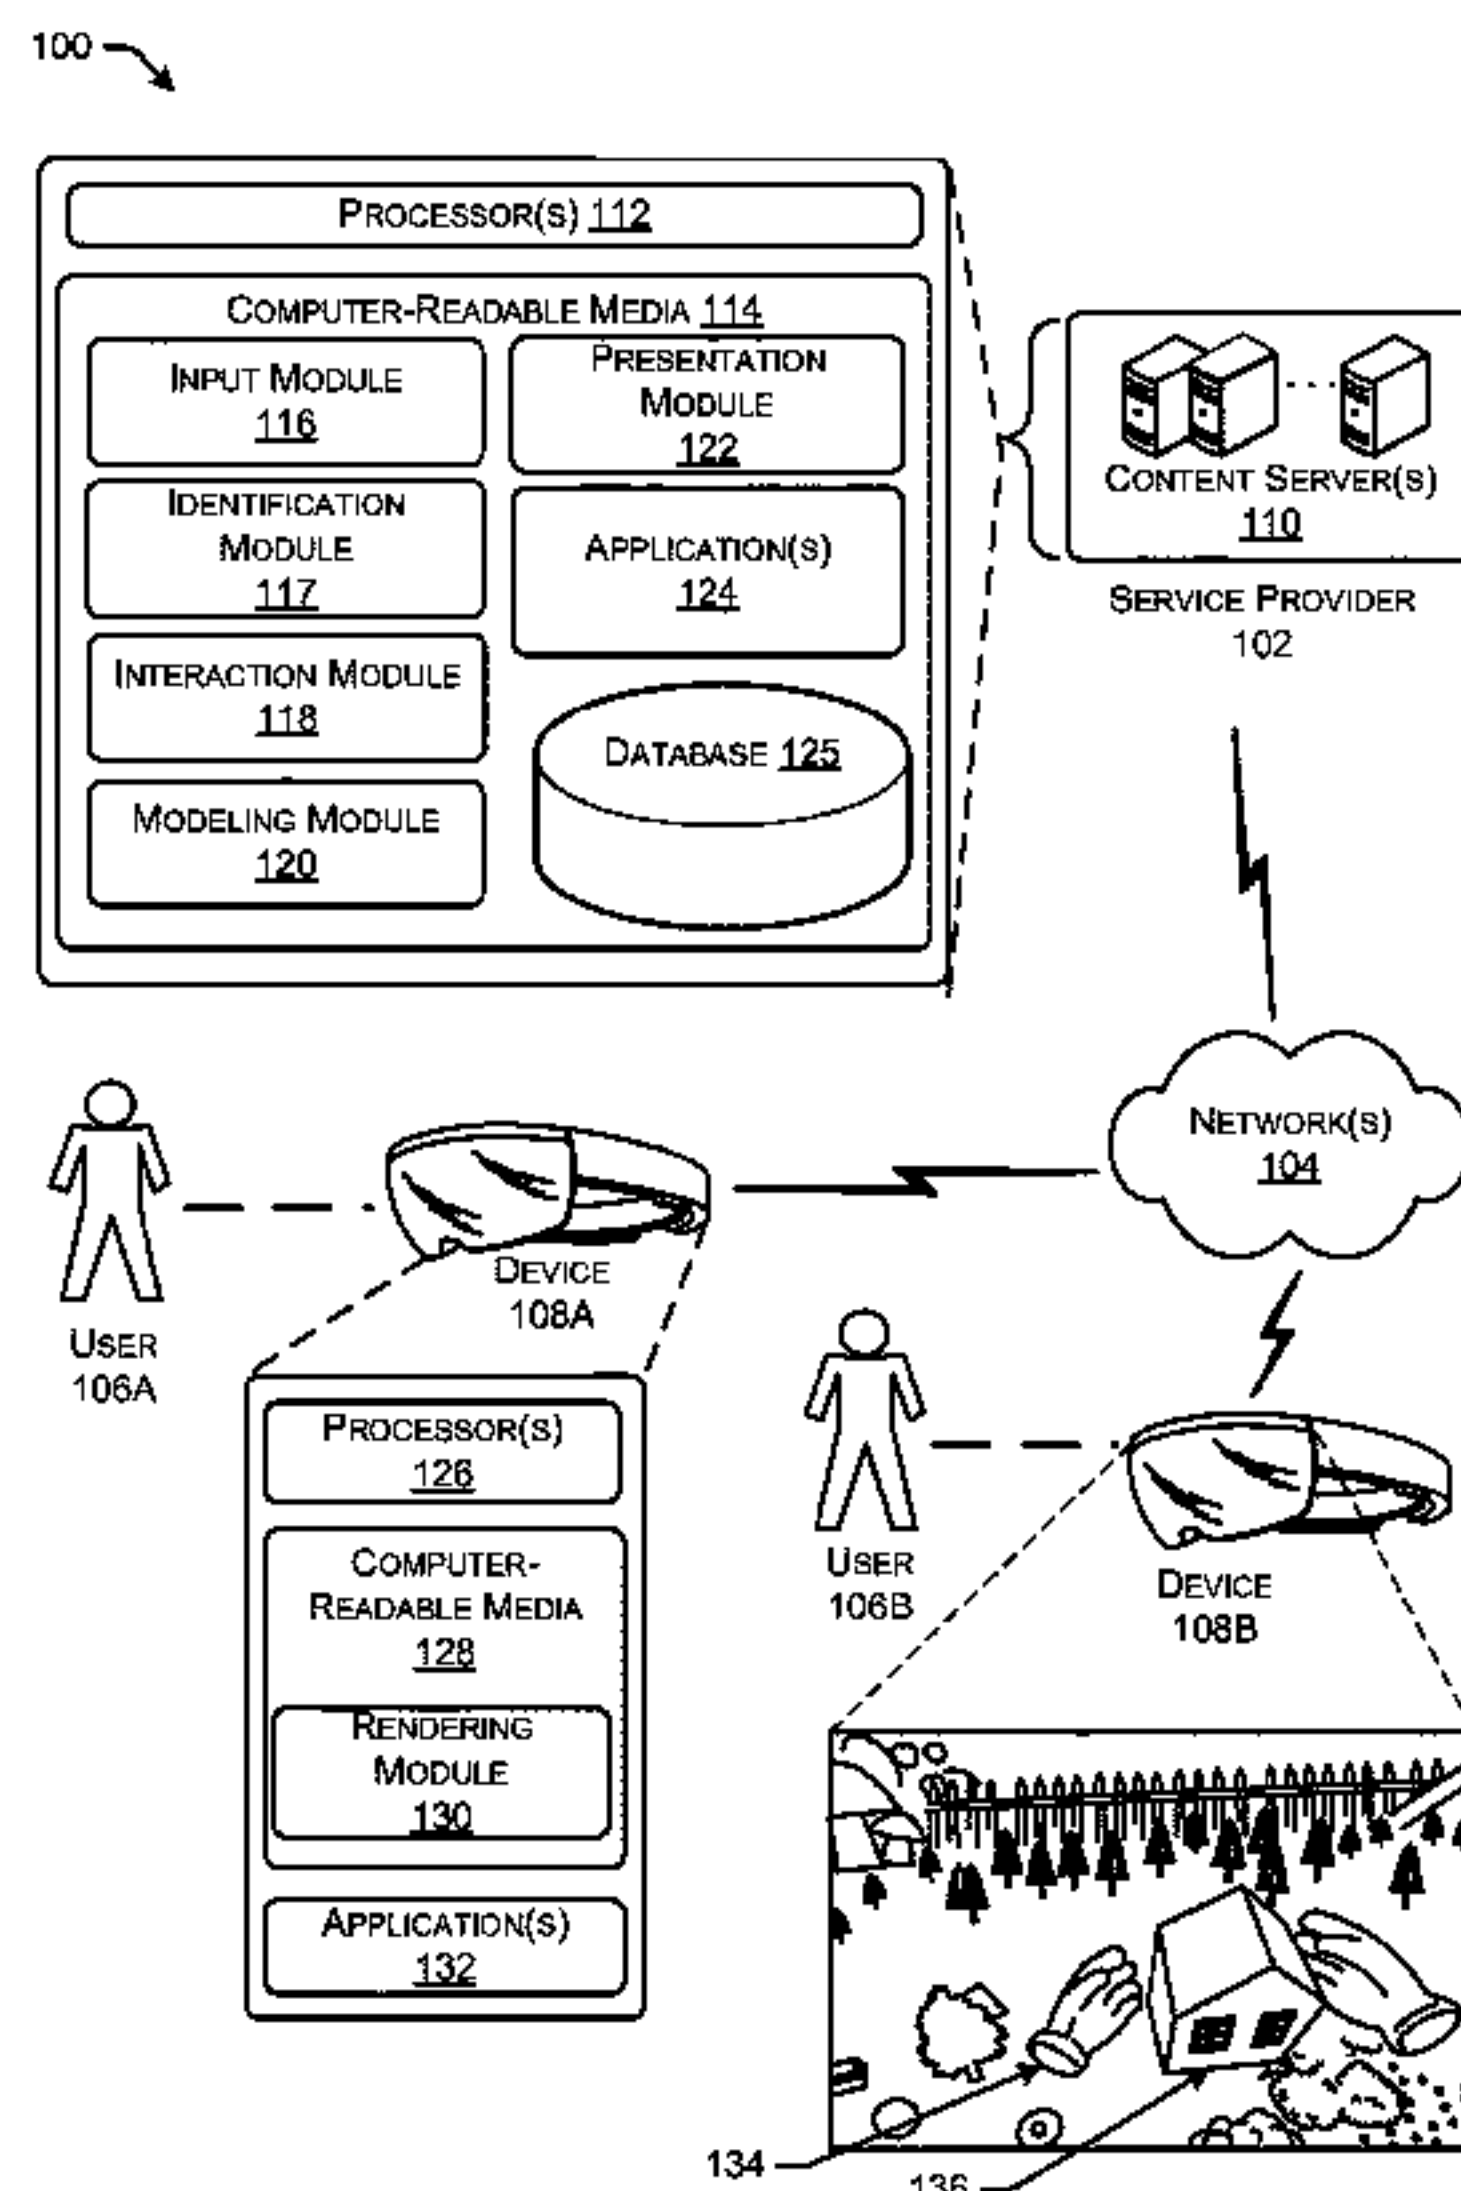 100
PROCESSOR(S) 112
COMPUTER-READABLE MEDIA 114
INPUT MODULE
116
IDENTIFICATION
MODULE
117
INTERACTION MODULE
118
MODELING MODULE
120
PRESENTATION
MODULE
122
APPLICATION(S)
124
DATABASE 125
CONTENT SERVER(S)
110
SERVICE PROVIDER
102
NETWORK(S)
104
USER
106A
DEVICE
108A
PROCESSOR(S)
126
COMPUTER-
READABLE MEDIA
128
RENDERING
MODULE
130
APPLICATION(S)
132
USER
106B
DEVICE
108B
134
136